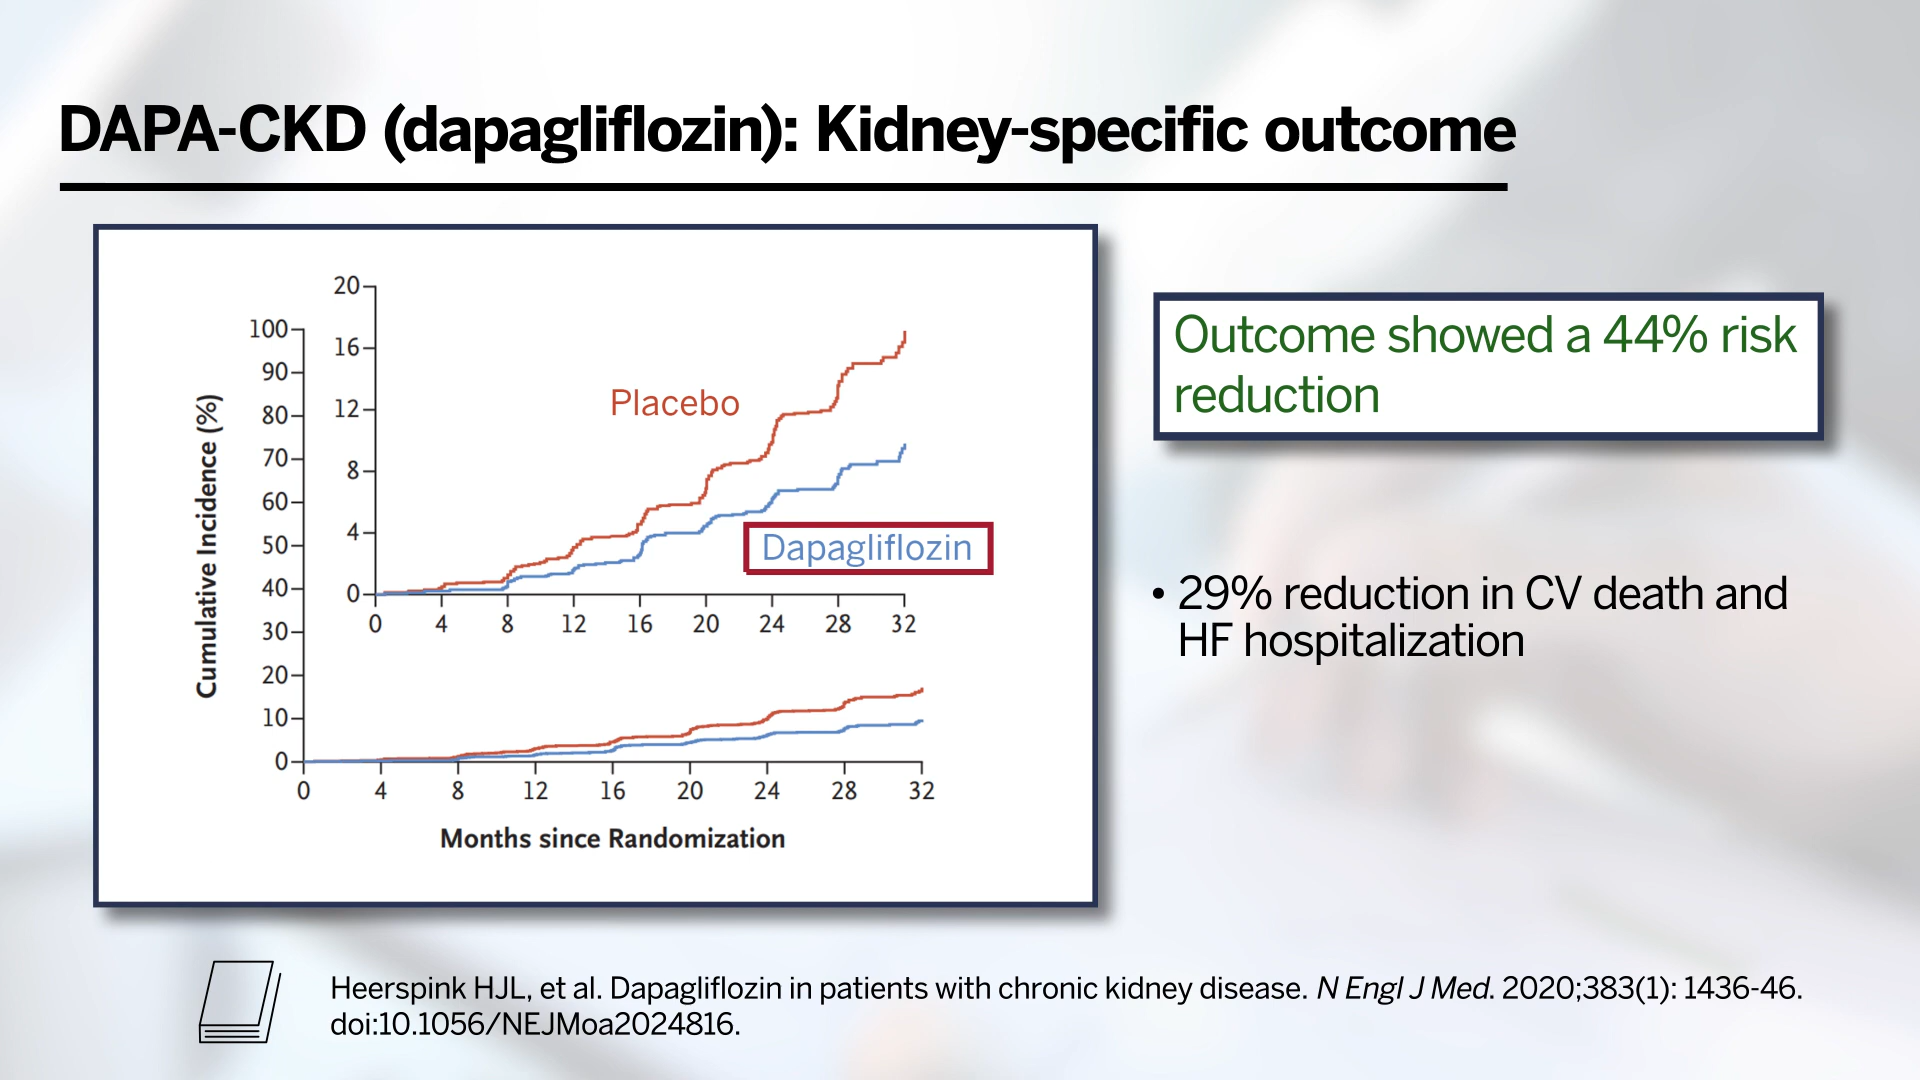 DAPA-CKD (dapagliflozin): Kidney-specific outcome
20
16
12
8
4
0
0 4 8 12 16 20 24 28 32
Placebo
Dapagliflozin
Cumulative Incidence (%)
100
90
80
70
60
50
40
30
20
10
0
0 4 8 12 16 20 24 28 32
Months since Randomization
Outcome showed a 44% risk
reduction
• 29% reduction in CV death and
HF hospitalization
Heerspink HJL, et al. Dapagliflozin in patients with chronic kidney disease. N Engl J Med. 2020;383(1): 1436-46.
doi:10.1056/NEJMoa2024816.